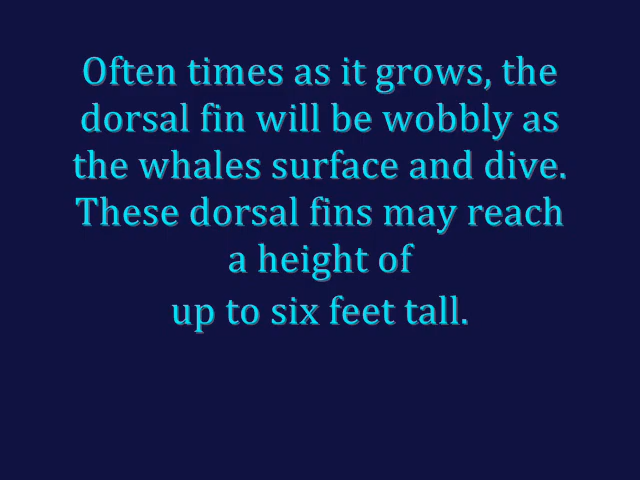 Often times as it grows, the
dorsal fin will be wobbly as
the whales surface and dive.
These dorsal fins may reach
a height of
up to six feet tall.